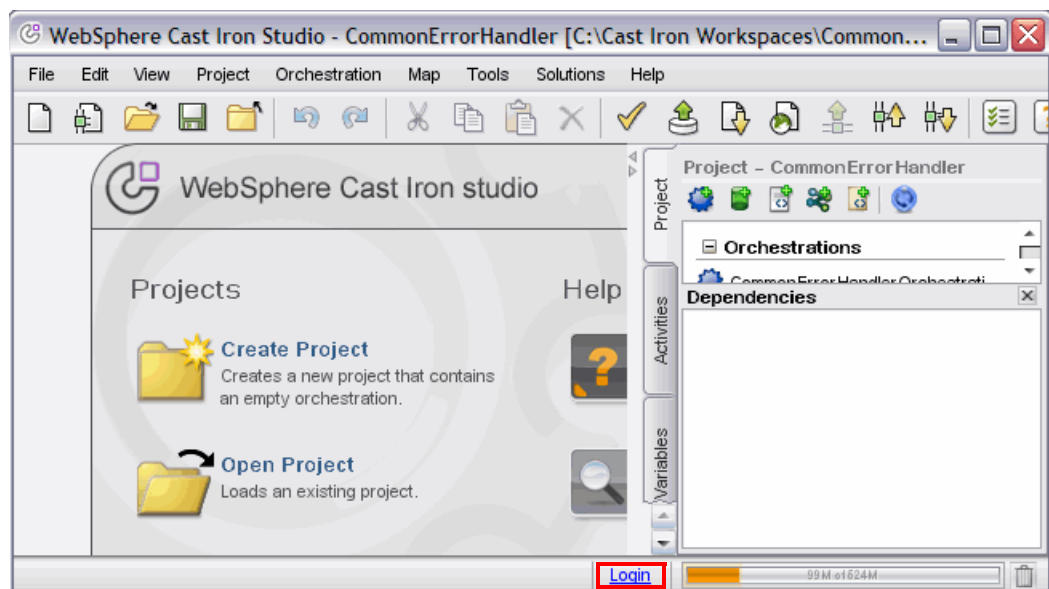 WebSphere Cast Iron Studio - CommonErrorHandler [C:\Cast Iron Workspaces\Common...
File Edit View Project Orchestration Map Tools Solutions Help
WebSphere Cast Iron studio
Projects
Help
Create Project
Creates a new project that contains
an empty orchestration.
Open Project
Loads an existing project.
Project
Activities
Variables
Project - CommonErrorHandler
Orchestrations
CommonErrorHandlerOrchestrati...
Dependencies
Login
99M of 524M